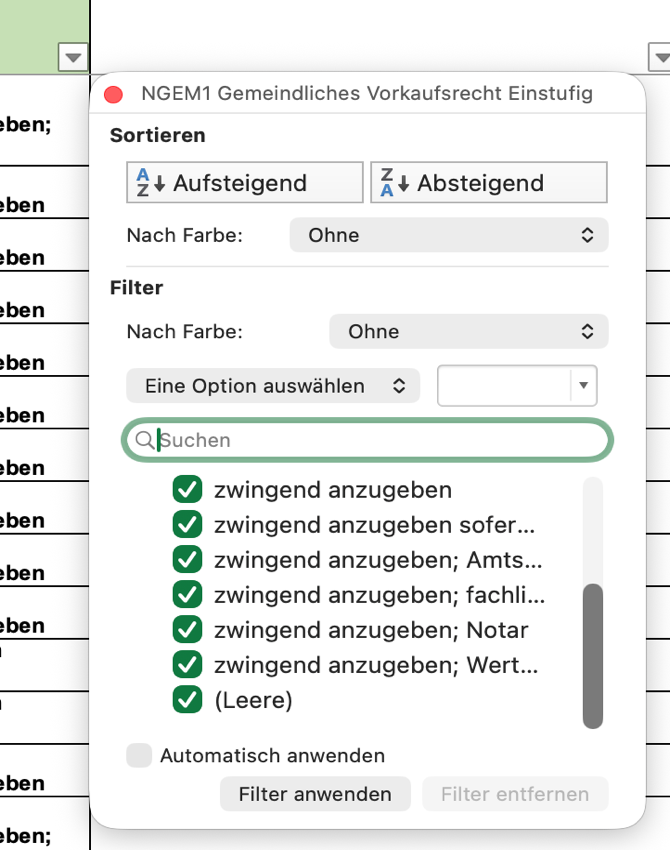 NGEM1 Gemeindliches Vorkaufsrecht Einstufig
eben;
Sortieren
A
Z Aufsteigend
Z
A Absteigend
eben
Nach Farbe: Ohne
eben
Filter
eben
Nach Farbe: Ohne
eben
Eine Option auswählen
eben
Suchen
eben
zwingend anzugeben
zwingend anzugeben sofer...
eben
zwingend anzugeben; Amts...
eben
zwingend anzugeben; fachli...
eben
zwingend anzugeben; Notar
zwingend anzugeben; Wert...
(Leere)
Automatisch anwenden
eben
Filter anwenden Filter entfernen
eben;